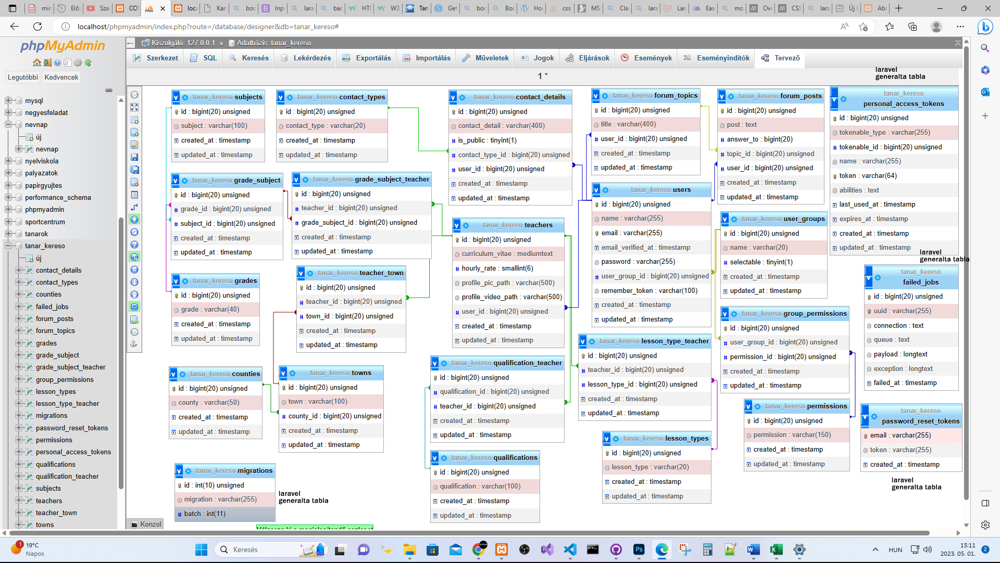 min
Előz
Sza
COV
loca
Kar
boc
Inpu
lara
bac
HTI
W3
Tan
Get
boc
Boc
Hov
css
MS
Cla
lara
Lara
Eas
mo
Ove
CSS
lara
Új l
Abo
localhost/phpmyadmin/index.php?route=/database/designer&db=tanar_kereso#
phpMyAdmin
Legutóbbi
Kedvencek
mysql
negyesfeladat
nevnap
új
nevnap
nyelviskola
palyazatok
papirgyujtes
performance_schema
phpmyadmin
sportcentrum
tanarok
tanar_kereso
új
contact_details
contact_types
counties
failed_jobs
forum_posts
forum_topics
grades
grade_subject
grade_subject_teacher
group_permissions
lesson_types
lesson_type_teacher
migrations
password_reset_tokens
permissions
personal_access_tokens
qualifications
qualification_teacher
subjects
teachers
teacher_town
towns
Kiszolgáló: 127.0.0.1 » Adatbázis: tanar_kereso
Szerkezet
SQL
Keresés
Lekérdezés
Exportálás
Importálás
Műveletek
Jogok
Eljárások
Események
Eseményindítók
Tervező
1 *
laravel
generalta tabla
tanar_kereso subjects
id : bigint(20) unsigned
subject : varchar(100)
created_at : timestamp
updated_at : timestamp
tanar_kereso contact_types
id : bigint(20) unsigned
contact_type : varchar(20)
created_at : timestamp
updated_at : timestamp
tanar_kereso contact_details
id : bigint(20) unsigned
contact_detail : varchar(400)
is_public : tinyint(1)
contact_type_id : bigint(20) unsigned
user_id : bigint(20) unsigned
created_at : timestamp
updated_at : timestamp
tanar_kereso forum_topics
id : bigint(20) unsigned
title : varchar(400)
user_id : bigint(20) unsigned
created_at : timestamp
updated_at : timestamp
tanar_kereso forum_posts
id : bigint(20) unsigned
post : text
answer_to : bigint(20)
topic_id : bigint(20) unsigned
user_id : bigint(20) unsigned
created_at : timestamp
updated_at : timestamp
tanar_kereso
personal_access_tokens
id : bigint(20) unsigned
tokenable_type : varchar(255)
tokenable_id : bigint(20) unsigned
name : varchar(255)
token : varchar(64)
abilities : text
last_used_at : timestamp
expires_at : timestamp
created_at : timestamp
updated_at : timestamp
laravel
generalta tabla
tanar_kereso grade_subject
id : bigint(20) unsigned
grade_id : bigint(20) unsigned
subject_id : bigint(20) unsigned
created_at : timestamp
updated_at : timestamp
tanar_kereso grade_subject_teacher
id : bigint(20) unsigned
teacher_id : bigint(20) unsigned
grade_subject_id : bigint(20) unsigned
created_at : timestamp
updated_at : timestamp
tanar_kereso teachers
id : bigint(20) unsigned
curriculum_vitae : mediumtext
hourly_rate : smallint(6)
profile_pic_path : varchar(500)
profile_video_path : varchar(500)
user_id : bigint(20) unsigned
created_at : timestamp
updated_at : timestamp
tanar_kereso users
id : bigint(20) unsigned
name : varchar(255)
email : varchar(255)
email_verified_at : timestamp
password : varchar(255)
user_group_id : bigint(20) unsigned
remember_token : varchar(100)
created_at : timestamp
updated_at : timestamp
tanar_kereso user_groups
id : bigint(20) unsigned
name : varchar(20)
selectable : tinyint(1)
created_at : timestamp
updated_at : timestamp
tanar_kereso
failed_jobs
id : bigint(20) unsigned
uuid : varchar(255)
connection : text
queue : text
payload : longtext
exception : longtext
failed_at : timestamp
tanar_kereso grades
id : bigint(20) unsigned
grade : varchar(40)
created_at : timestamp
updated_at : timestamp
tanar_kereso teacher_town
id : bigint(20) unsigned
teacher_id : bigint(20) unsigned
town_id : bigint(20) unsigned
created_at : timestamp
updated_at : timestamp
tanar_kereso group_permissions
id : bigint(20) unsigned
user_group_id : bigint(20) unsigned
permission_id : bigint(20) unsigned
created_at : timestamp
updated_at : timestamp
tanar_kereso lesson_type_teacher
id : bigint(20) unsigned
teacher_id : bigint(20) unsigned
lesson_type_id : bigint(20) unsigned
created_at : timestamp
updated_at : timestamp
tanar_kereso counties
id : bigint(20) unsigned
county : varchar(50)
created_at : timestamp
updated_at : timestamp
tanar_kereso towns
id : bigint(20) unsigned
town : varchar(100)
county_id : bigint(20) unsigned
created_at : timestamp
updated_at : timestamp
tanar_kereso qualification_teacher
id : bigint(20) unsigned
qualification_id : bigint(20) unsigned
teacher_id : bigint(20) unsigned
created_at : timestamp
updated_at : timestamp
tanar_kereso permissions
id : bigint(20) unsigned
permission : varchar(150)
created_at : timestamp
updated_at : timestamp
tanar_kereso
password_reset_tokens
email : varchar(255)
token : varchar(255)
created_at : timestamp
laravel
generalta tabla
tanar_kereso lesson_types
id : bigint(20) unsigned
lesson_type : varchar(20)
created_at : timestamp
updated_at : timestamp
tanar_kereso qualifications
id : bigint(20) unsigned
qualification : varchar(100)
created_at : timestamp
updated_at : timestamp
tanar_kereso migrations
id : int(10) unsigned
migration : varchar(255)
batch : int(11)
laravel
generalta tabla
Konzol
19°C
Napos
Keresés
HUN
15:11
2023. 05. 01.